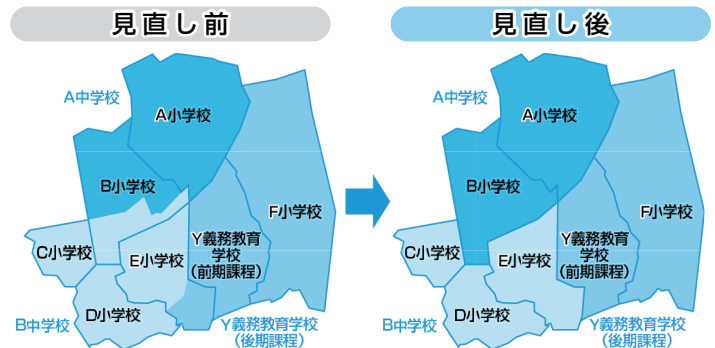 見直し前
見直し後
A中学校
A小学校
B小学校
F小学校
C小学校
E小学校
Y義務教育
学校
(前期課程)
D小学校
B中学校
Y義務教育学校
(後期課程)
A中学校
A小学校
B小学校
F小学校
C小学校
E小学校
Y義務教育
学校
(前期課程)
D小学校
B中学校
Y義務教育学校
(後期課程)